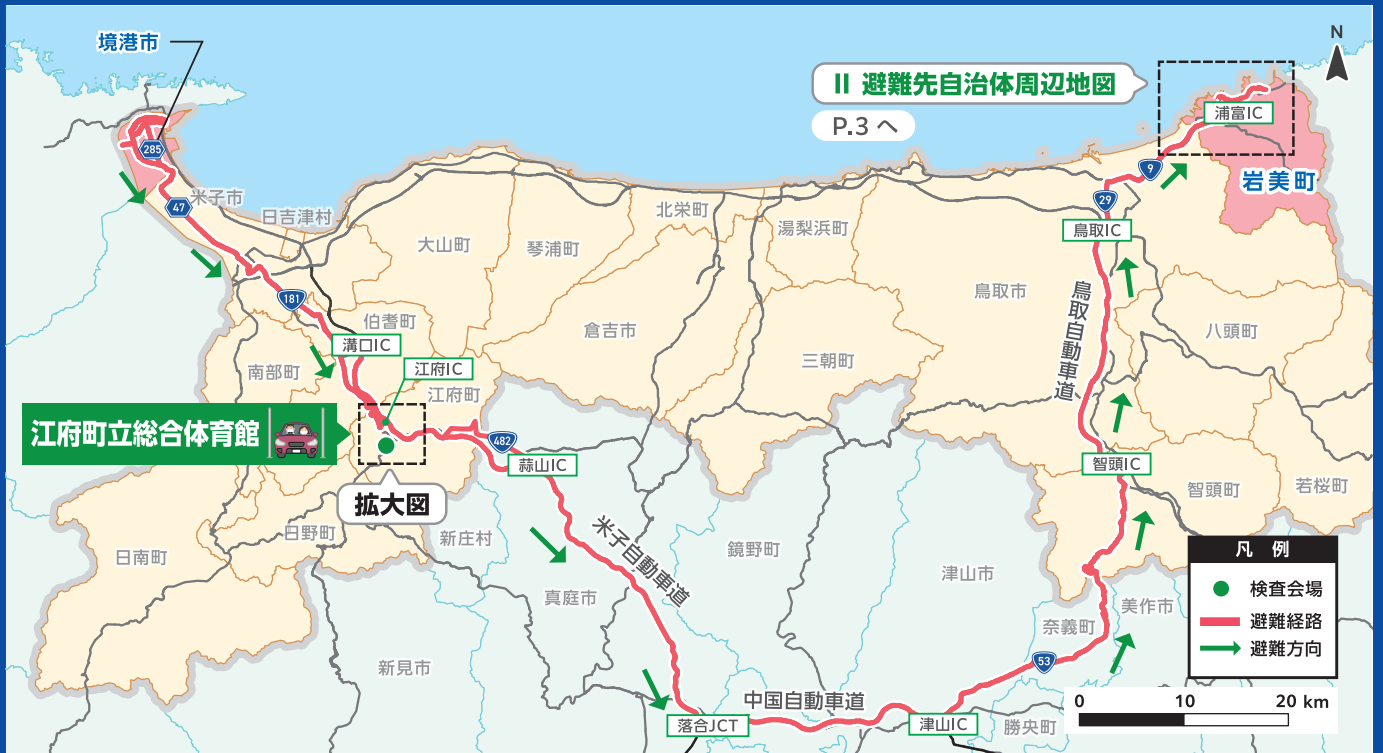 境港市
N
II 避難先自治体周辺地図
P.3 へ
浦富IC
岩美町
285
47
米子市
日吉津村
9
29
鳥取IC
北栄町
湯梨浜町
大山町
琴浦町
鳥取市
鳥取自動車道
181
伯耆町
倉吉市
八頭町
溝口IC
三朝町
南部町
江府IC
江府町
江府町立総合体育館
482
蒜山IC
智頭IC
智頭町
若桜町
拡大図
日野町
新庄村
米子自動車道
鏡野町
津山市
日南町
真庭市
美作市
奈義町
新見市
53
中国自動車道
落合JCT
津山IC
勝央町
凡 例
検査会場
避難経路
避難方向
0 10 20 km